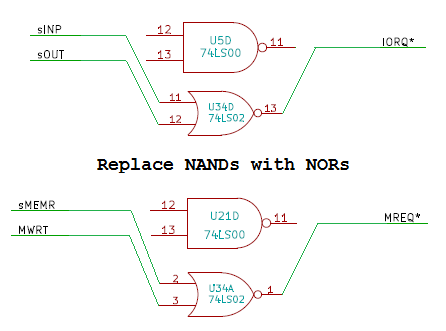 sINP
12
U5D
11
IORQ*
sOUT
13
74LS00
11
U34D
13
12
74LS02
Replace NANDs with NORs
sMEMR
12
U21D
11
MREQ*
MWRT
13
74LS00
2
U34A
1
3
74LS02